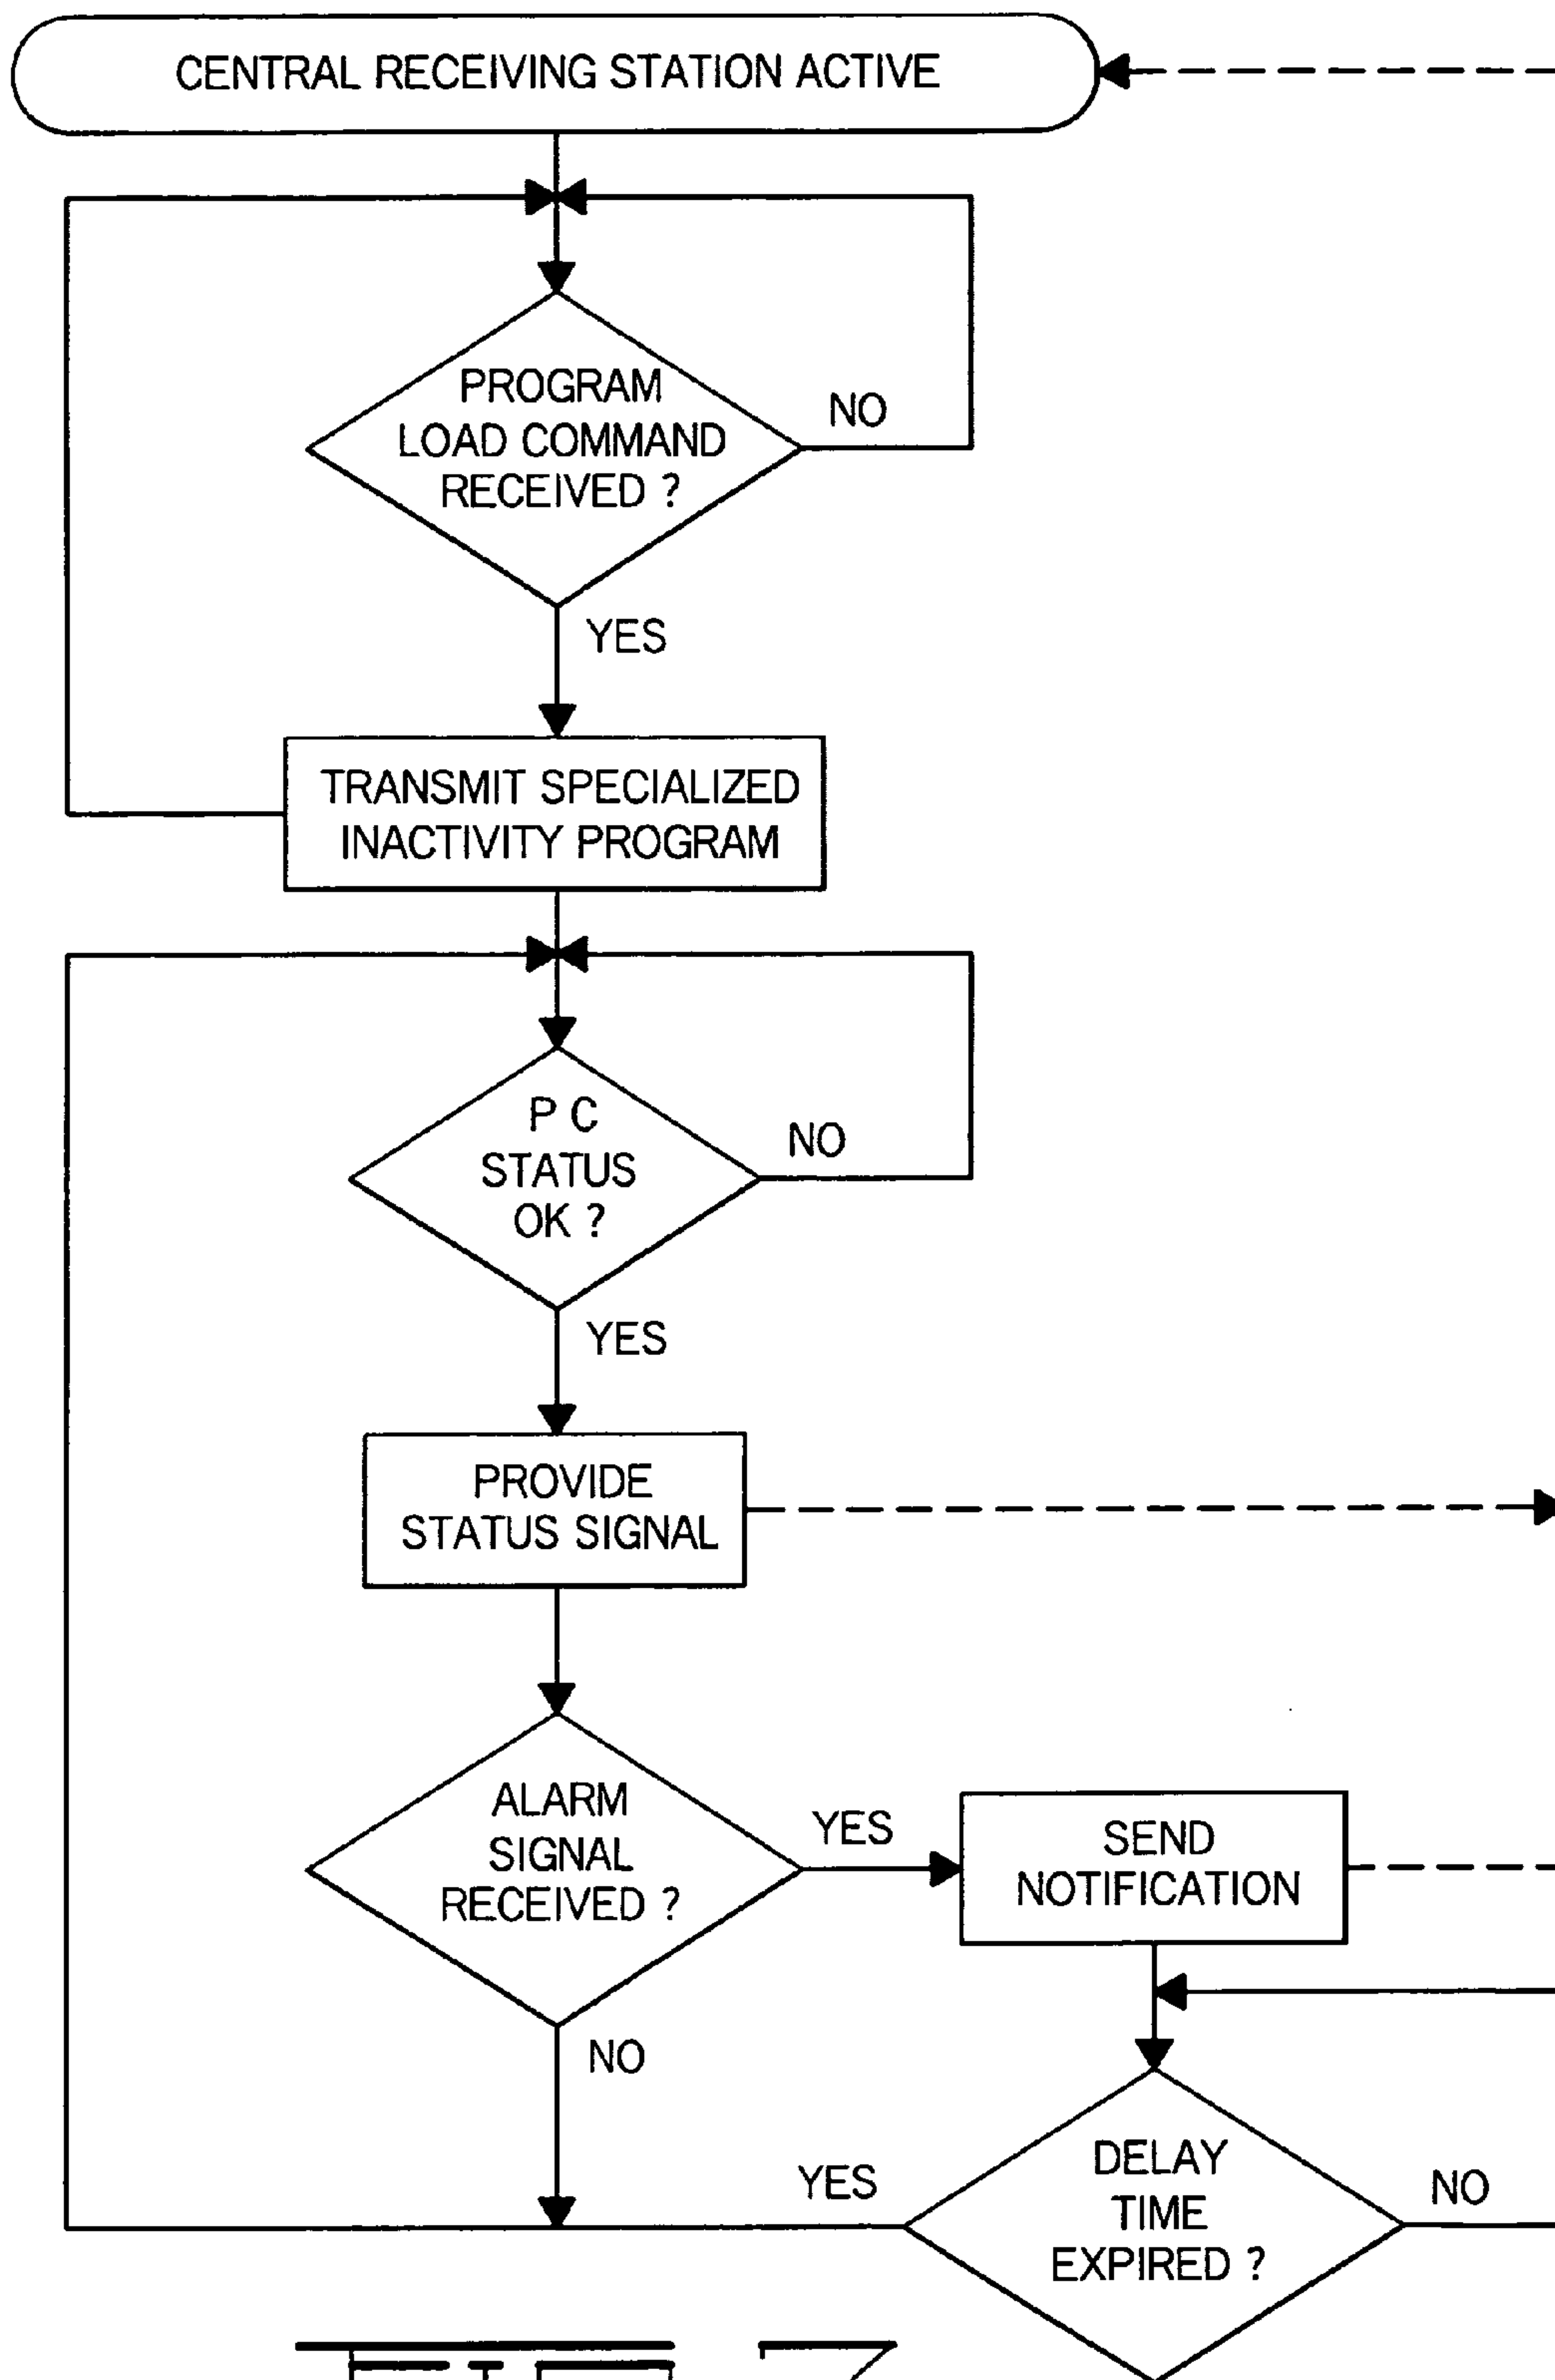 CENTRAL RECEIVING STATION ACTIVE
PROGRAM
LOAD COMMAND
RECEIVED ?
NO
YES
TRANSMIT SPECIALIZED
INACTIVITY PROGRAM
P C
STATUS
OK ?
NO
YES
PROVIDE
STATUS SIGNAL
ALARM
SIGNAL
RECEIVED ?
YES
NO
SEND
NOTIFICATION
DELAY
TIME
EXPIRED ?
YES
NO